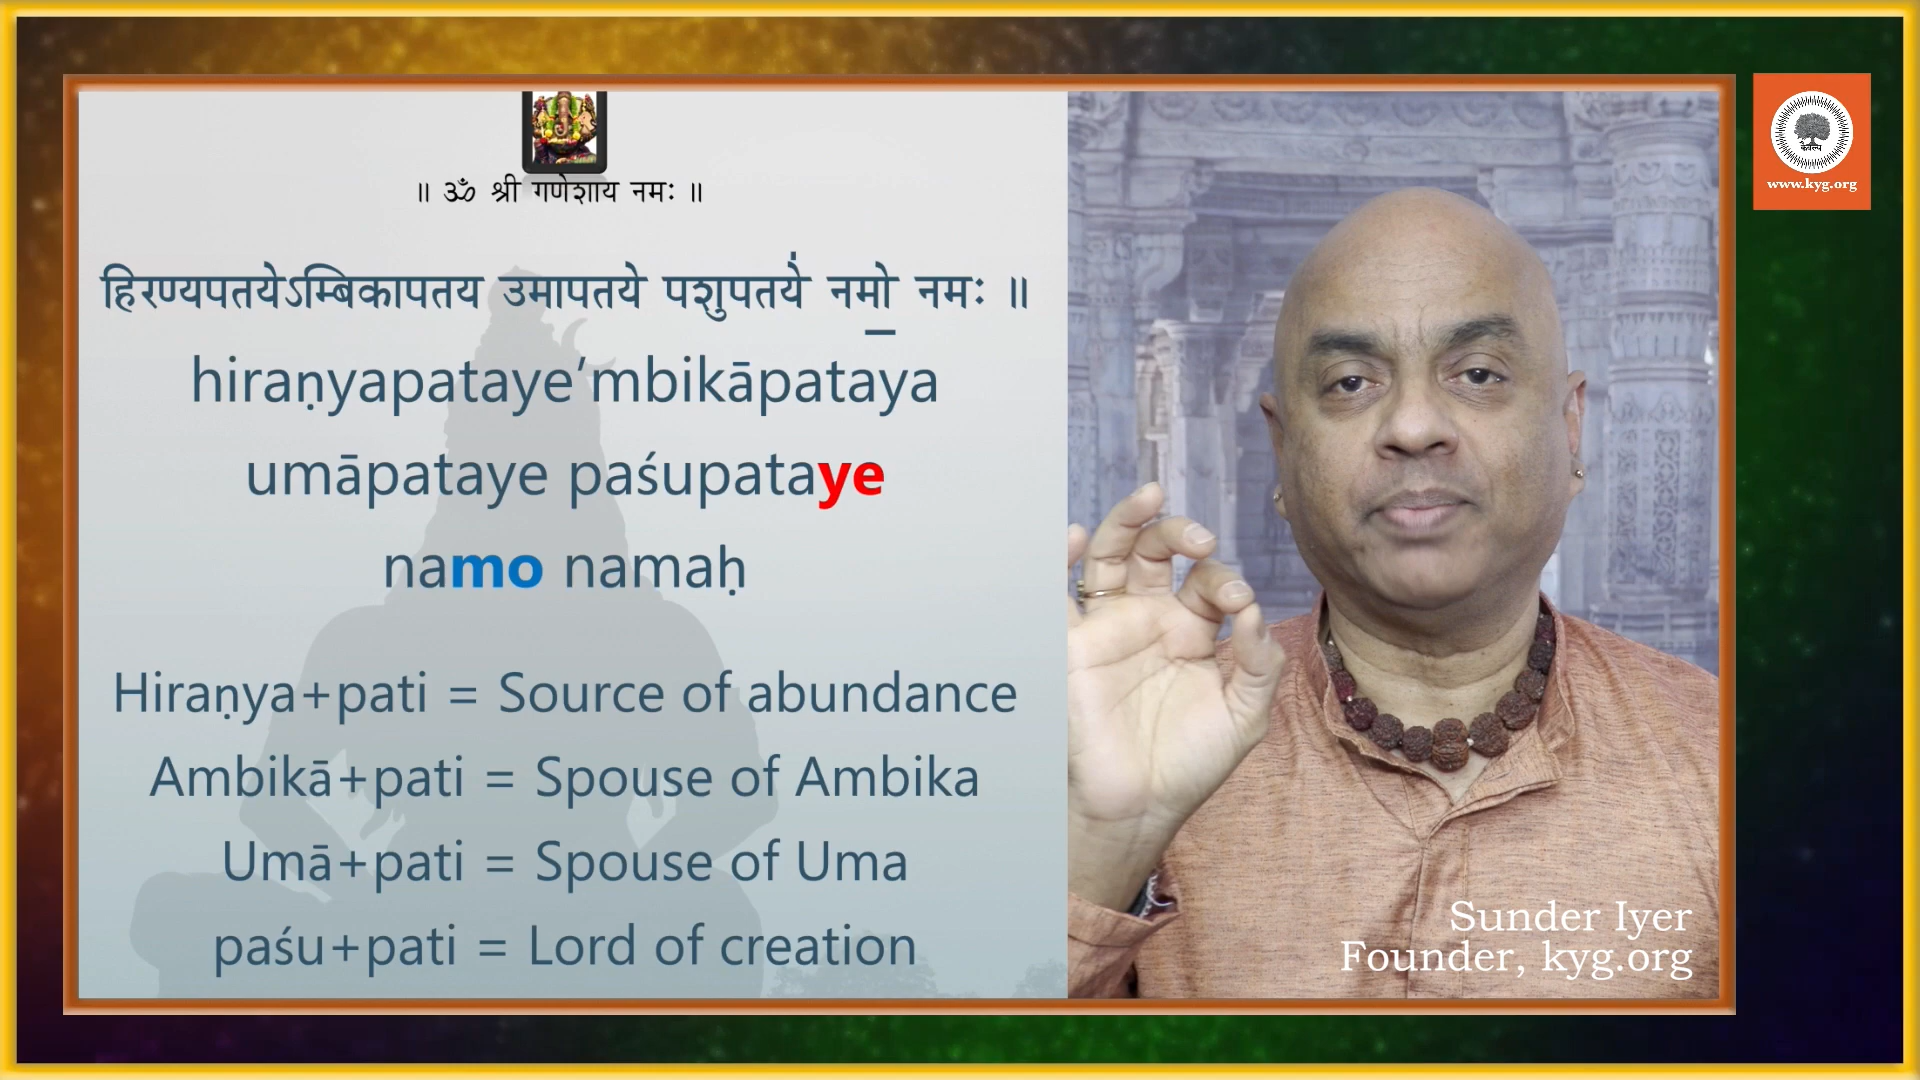 ॥ ॐ श्री गणेशाय नमः ॥
हिरण्यपतयेऽम्बिकापतय उमापतये पशुपतये॑ नमो॒ नमः ॥
hiraṇyapataye’mbikāpataya
umāpataye paśupataye
namo namaḥ
Hiraṇya+pati = Source of abundance
Ambikā+pati = Spouse of Ambika
Umā+pati = Spouse of Uma
paśu+pati = Lord of creation
Sunder Iyer
Founder, kyg.org
www.kyg.org